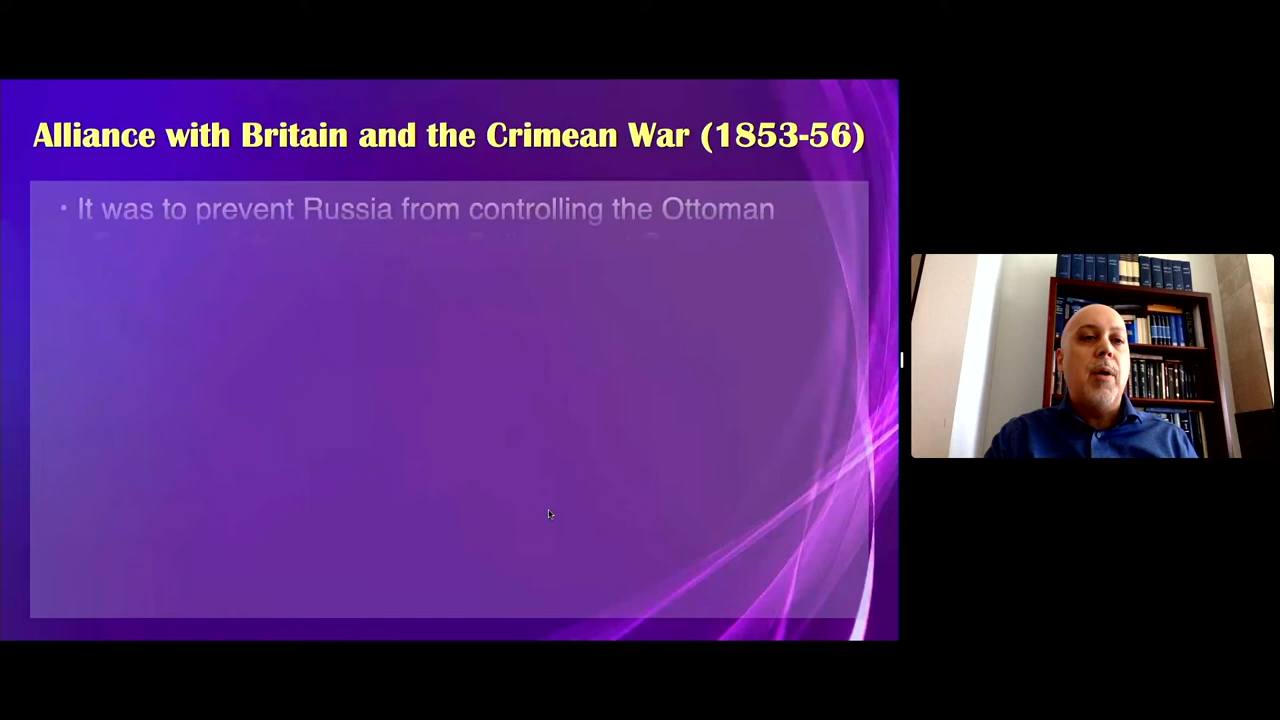 Alliance with Britain and the Crimean War (1853-56)
• It was to prevent Russia from controlling the Ottoman